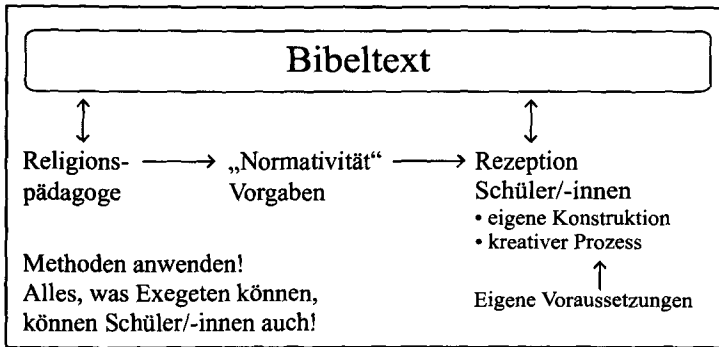 Bibeltext
Religions-
pädagoge
„Normativität“
Vorgaben
Rezeption
Schüler/-innen
• eigene Konstruktion
• kreativer Prozess
Eigene Voraussetzungen
Methoden anwenden!
Alles, was Exegeten können,
können Schüler/-innen auch!